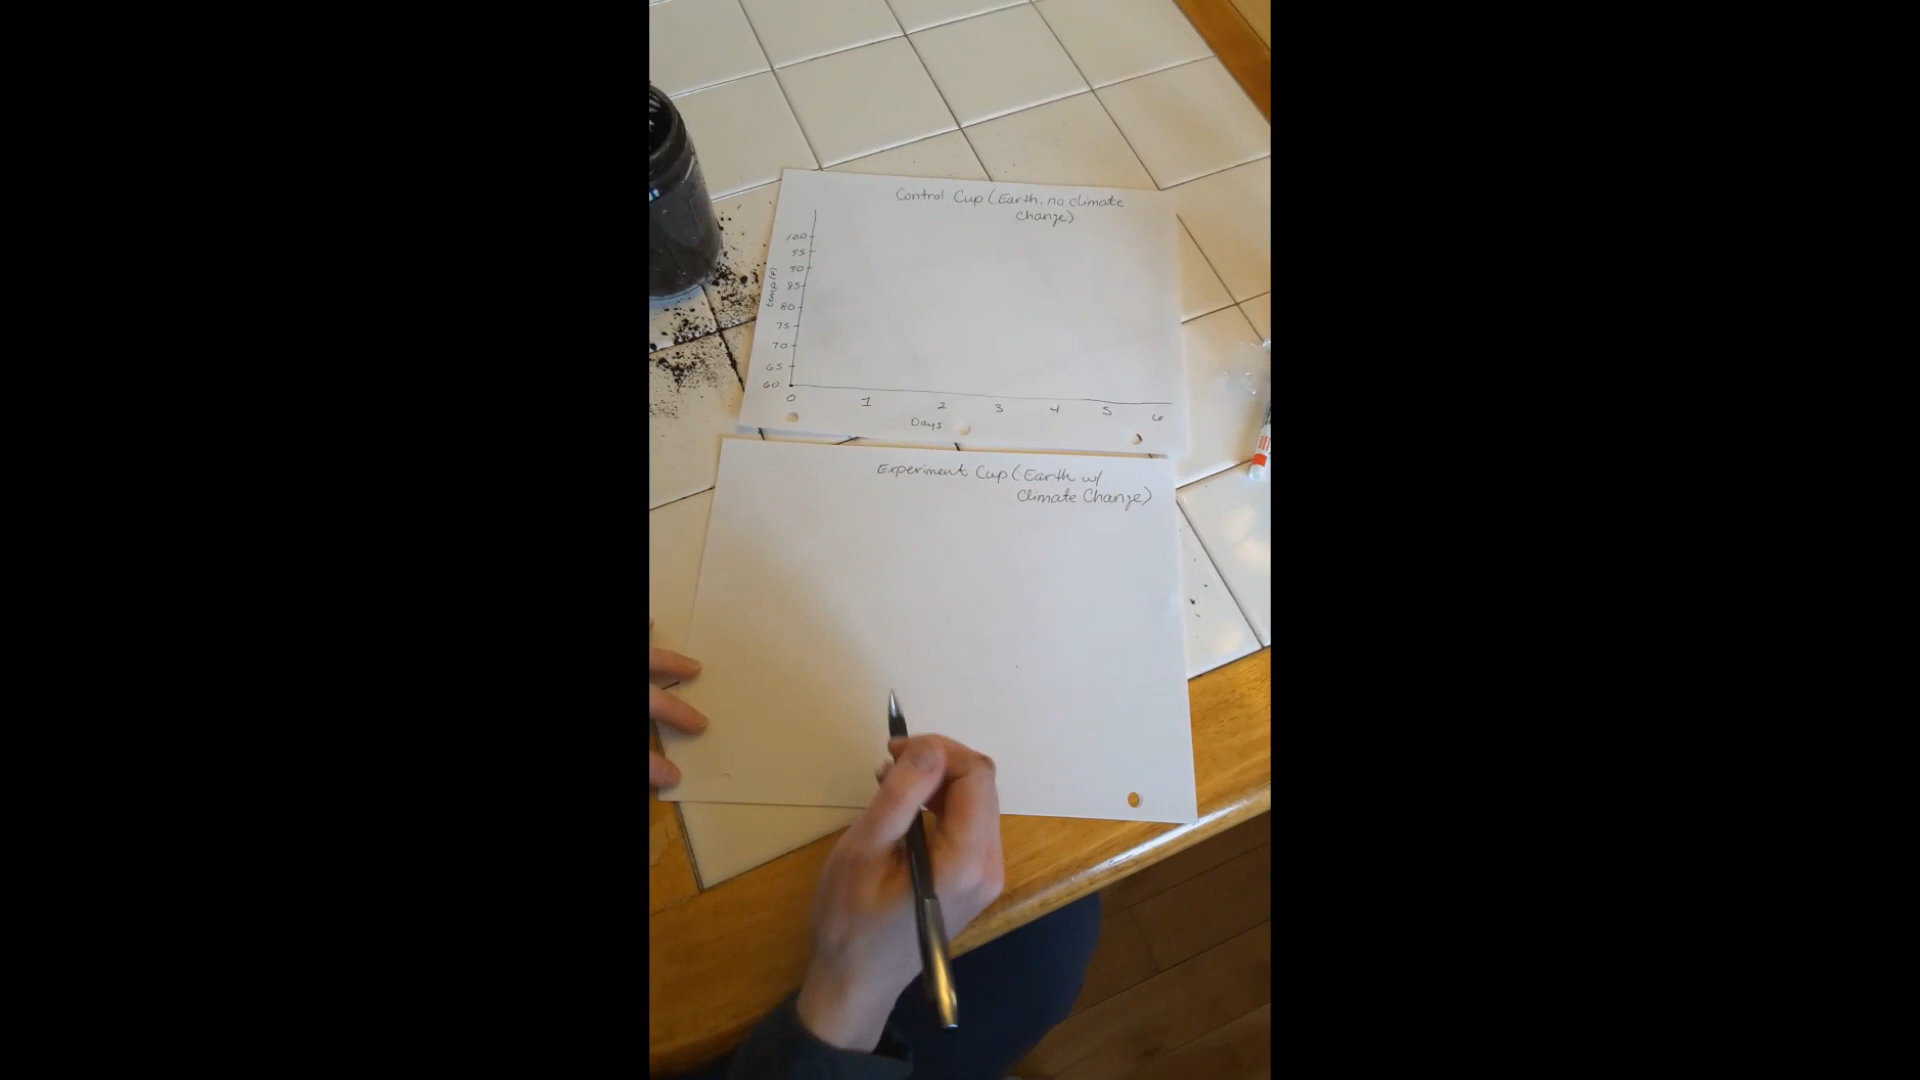 Control Cup (Earth, no climate
change)
100
95
90
85
80
75
70
65
60
temp (F)
0 1 2 3 4 5 6
Days
Experiment Cup (Earth w/
Climate Change)